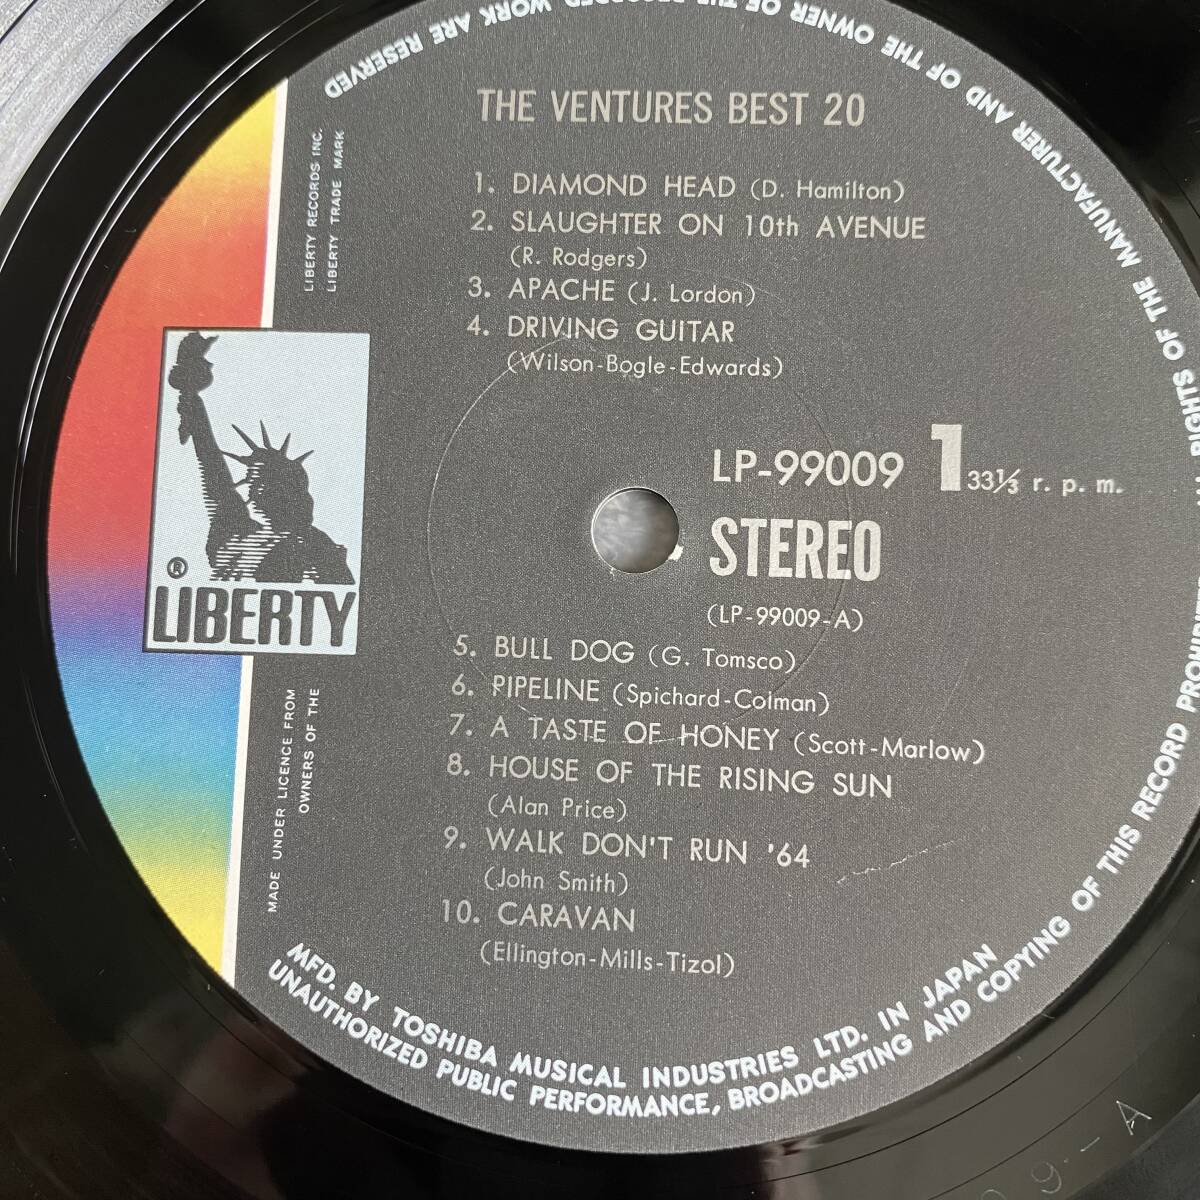 THE VENTURES BEST 20
1. DIAMOND HEAD (D. Hamilton)
2. SLAUGHTER ON 10th AVENUE
(R. Rodgers)
3. APACHE (J. Lordon)
4. DRIVING GUITAR
(Wilson-Bogle-Edwards)
LP-99009 1 33⅓ r. p. m.
STEREO
(LP-99009-A)
5. BULL DOG (G. Tomsco)
6. PIPELINE (Spichard-Colman)
7. A TASTE OF HONEY (Scott-Marlow)
8. HOUSE OF THE RISING SUN
(Alan Price)
9. WALK DON'T RUN '64
(John Smith)
10. CARAVAN
(Ellington-Mills-Tizol)
LIBERTY RECORDS INC.
LIBERTY TRADE MARK
® LIBERTY
MADE UNDER LICENCE FROM
OWNERS OF THE
MFD. BY TOSHIBA MUSICAL INDUSTRIES LTD. IN JAPAN
RIGHTS OF THE MANUFACTURER AND OF THE OWNER OF THE RECORDED WORK ARE RESERVED
UNAUTHORIZED PUBLIC PERFORMANCE, BROADCASTING AND COPYING OF THIS RECORD
9-A